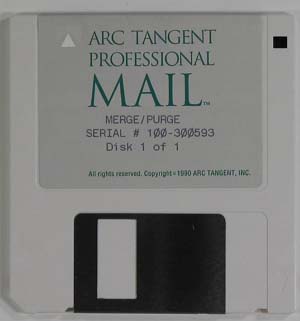 ARC TANGENT
PROFESSIONAL
MAIL™
MERGE/PURGE
SERIAL # 100-300593
Disk 1 of 1
All rights reserved. Copyright © 1990 ARC TANGENT, INC.